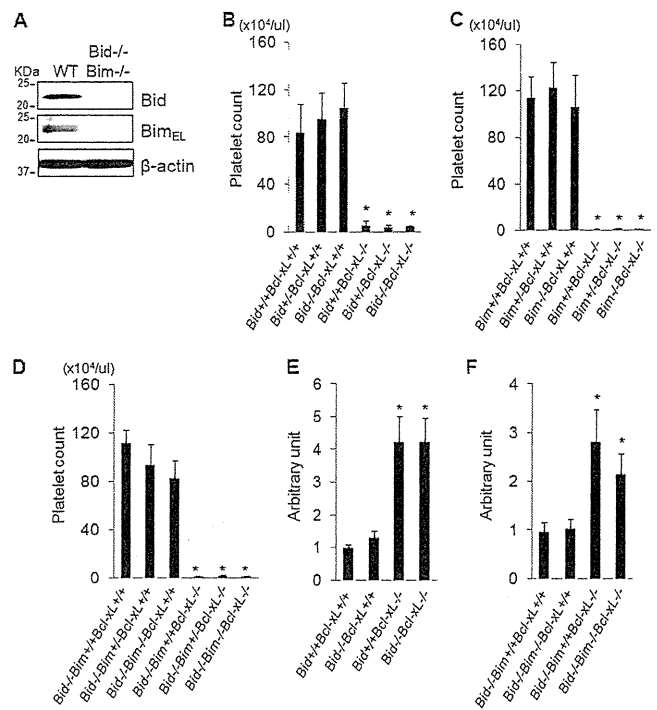 A
Bid-/-
KDa WT Bim-/-
25-
20-
Bid
25-
20-
BimEL
37-
β-actin
B
(x10⁴/ul)
Platelet count
160
120
80
40
0
* * *
Bid+/+Bcl-xL+/+
Bid+/-Bcl-xL+/+
Bid-/-Bcl-xL+/+
Bid+/+Bcl-xL-/-
Bid+/-Bcl-xL-/-
Bid-/-Bcl-xL-/-
C
(x10⁴/ul)
Platelet count
160
120
80
40
0
* * *
Bim+/+Bcl-xL+/+
Bim+/-Bcl-xL+/+
Bim-/-Bcl-xL+/+
Bim+/+Bcl-xL-/-
Bim+/-Bcl-xL-/-
Bim-/-Bcl-xL-/-
D
(x10⁴/ul)
Platelet count
160
120
80
40
0
* * *
Bid-/-Bim+/+Bcl-xL+/+
Bid-/-Bim+/-Bcl-xL+/+
Bid-/-Bim-/-Bcl-xL+/+
Bid-/-Bim+/+Bcl-xL-/-
Bid-/-Bim+/-Bcl-xL-/-
Bid-/-Bim-/-Bcl-xL-/-
E
Arbitrary unit
6
5
4
3
2
1
0
* *
Bid+/+Bcl-xL+/+
Bid-/-Bcl-xL+/+
Bid+/+Bcl-xL-/-
Bid-/-Bcl-xL-/-
F
Arbitrary unit
4
3
2
1
0
* *
Bid-/-Bim+/+Bcl-xL+/+
Bid-/-Bim-/-Bcl-xL+/+
Bid-/-Bim+/+Bcl-xL-/-
Bid-/-Bim-/-Bcl-xL-/-